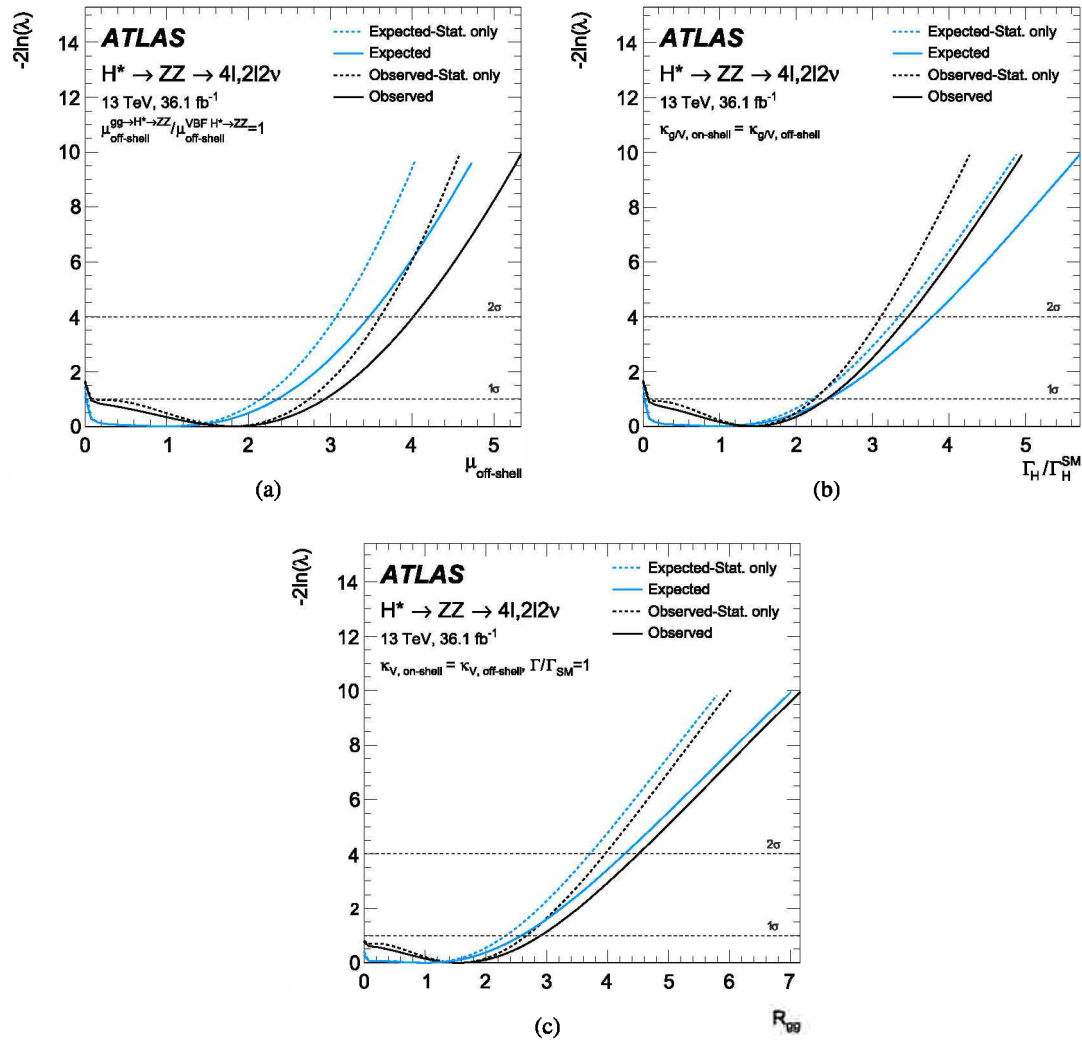 -2ln(λ)
14
12
10
8
6
4
2
0
ATLAS
H* → ZZ → 4l,2l2ν
13 TeV, 36.1 fb⁻¹
μ_off-shell^gg→H*→ZZ/μ_off-shell^VBF H*→ZZ=1
Expected-Stat. only
Expected
Observed-Stat. only
Observed
2σ
1σ
0 1 2 3 4 5
μ_off-shell
(a)
-2ln(λ)
14
12
10
8
6
4
2
0
ATLAS
H* → ZZ → 4l,2l2ν
13 TeV, 36.1 fb⁻¹
κ_g/V, on-shell = κ_g/V, off-shell
Expected-Stat. only
Expected
Observed-Stat. only
Observed
2σ
1σ
0 1 2 3 4 5
Γ_H/Γ_H^SM
(b)
-2ln(λ)
14
12
10
8
6
4
2
0
ATLAS
H* → ZZ → 4l,2l2ν
13 TeV, 36.1 fb⁻¹
κ_V, on-shell = κ_V, off-shell, Γ/Γ_SM=1
Expected-Stat. only
Expected
Observed-Stat. only
Observed
2σ
1σ
0 1 2 3 4 5 6 7
R_gg
(c)